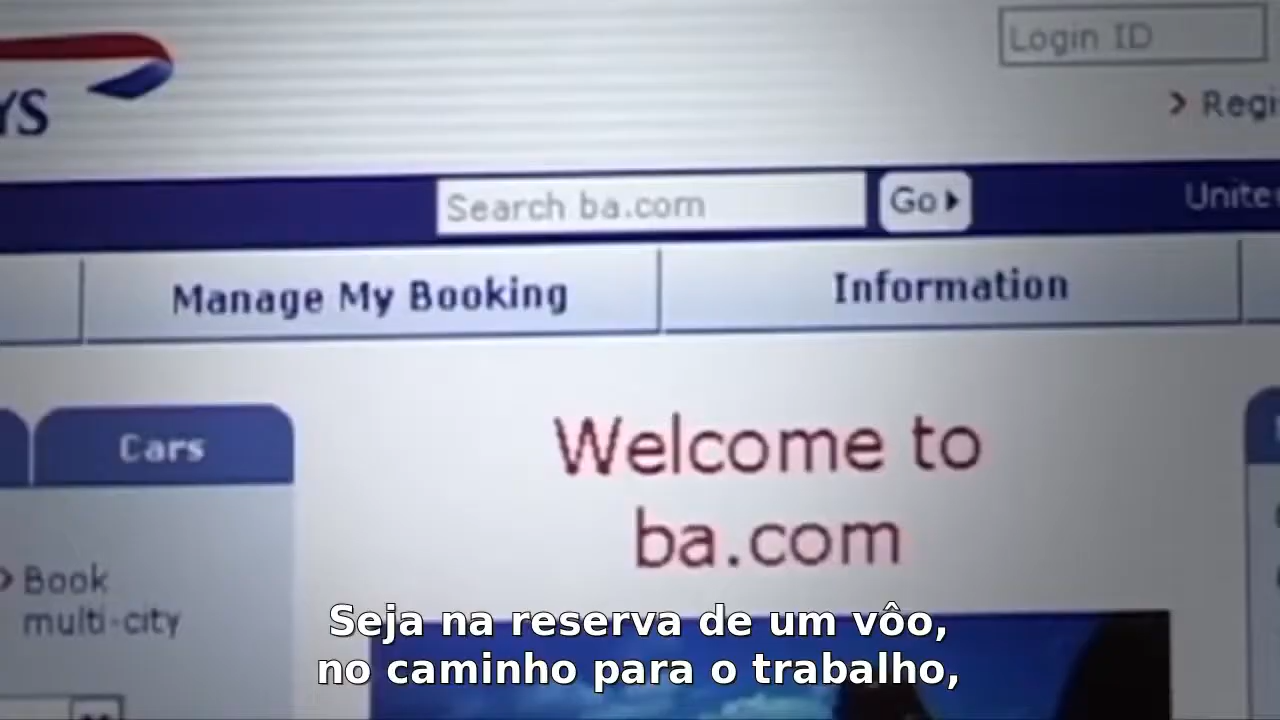 Login ID
YS
Search ba.com
Go
Manage My Booking
Information
Cars
Welcome to
ba.com
Book
multi-city
Seja na reserva de um vôo,
no caminho para o trabalho,